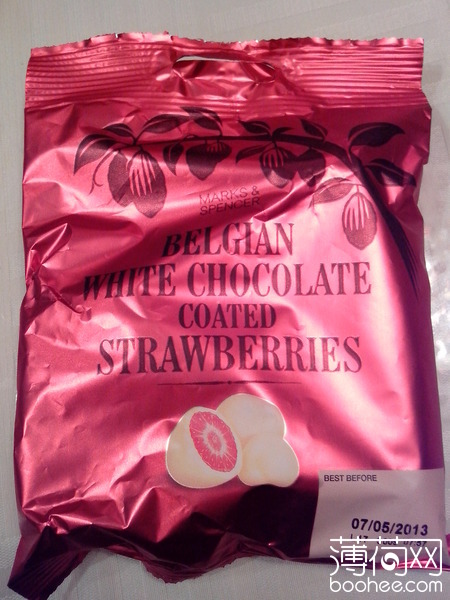 MARKS &
SPENCER
BELGIAN
WHITE CHOCOLATE
COATED
STRAWBERRIES
BEST BEFORE
07/05/2013
薄荷网
boohee.com